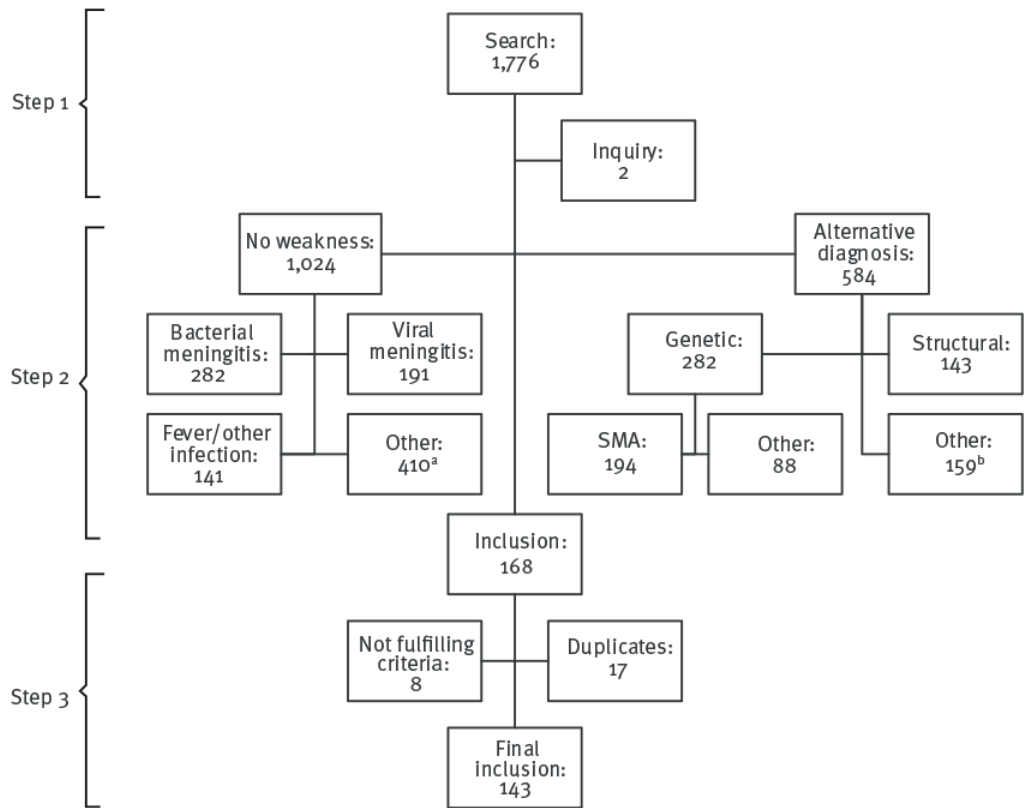 Step 1
Search:
1,776
Inquiry:
2
Step 2
No weakness:
1,024
Alternative
diagnosis:
584
Bacterial
meningitis:
282
Viral
meningitis:
191
Genetic:
282
Structural:
143
Fever/other
infection:
141
Other:
410ᵃ
SMA:
194
Other:
88
Other:
159ᵇ
Inclusion:
168
Step 3
Not fulfilling
criteria:
8
Duplicates:
17
Final
inclusion:
143